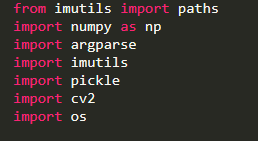 from imutils import paths
import numpy as np
import argparse
import imutils
import pickle
import cv2
import os